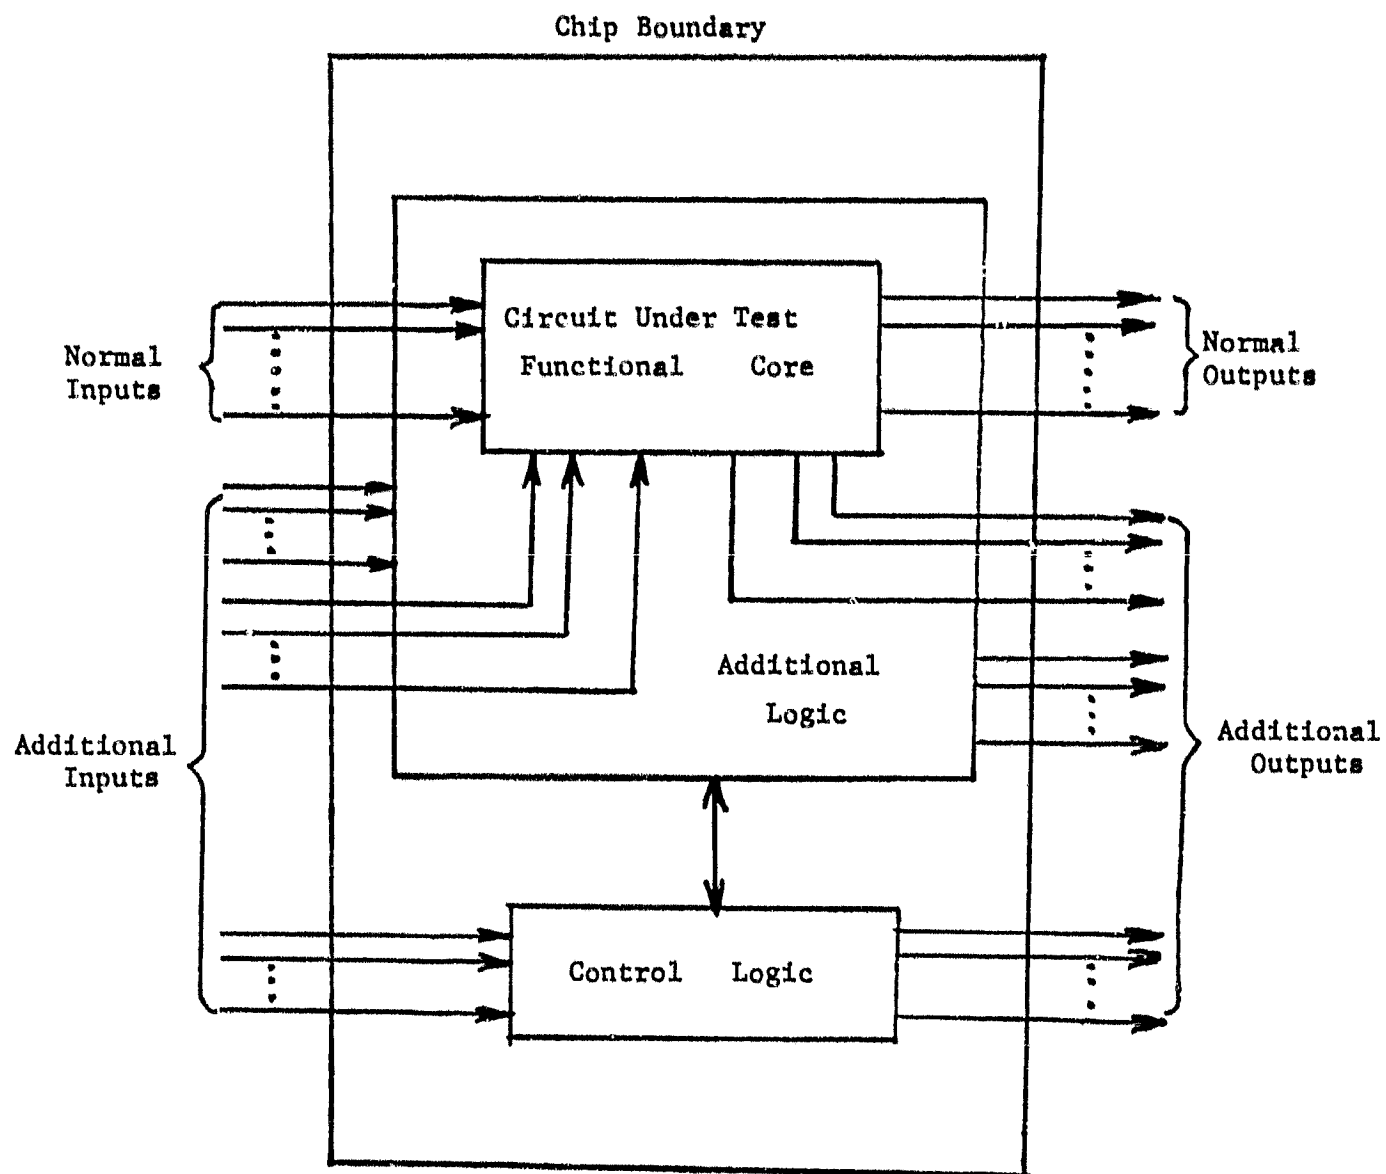 Chip Boundary
Circuit Under Test
Functional Core
Normal
Inputs
Normal
Outputs
Additional
Logic
Additional
Inputs
Additional
Outputs
Control Logic